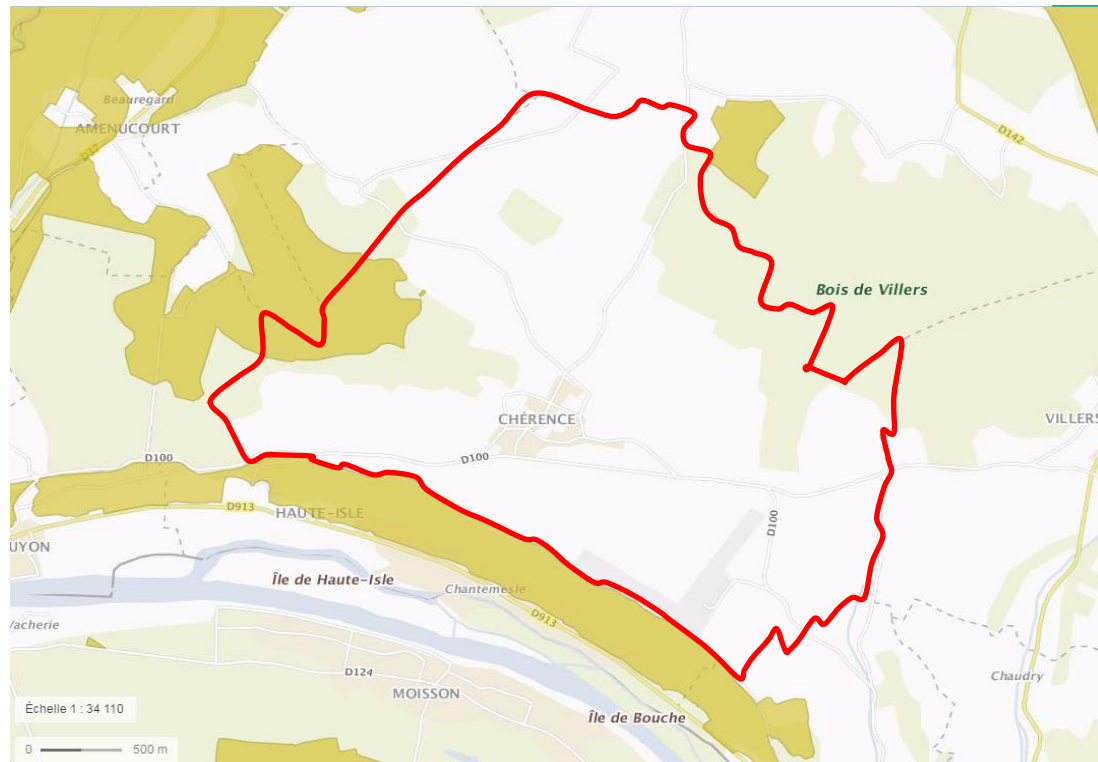 Beauregard
AMENUCOURT
D37
D142
Bois de Villers
CHÉRENCE
VILLERS
D100
D100
D913
HAUTE-ISLE
D100
UYON
Île de Haute-Isle
Chantemesle
D913
Vacherie
D124
MOISSON
Chaudry
Île de Bouche
Échelle 1 : 34 110
0
500 m